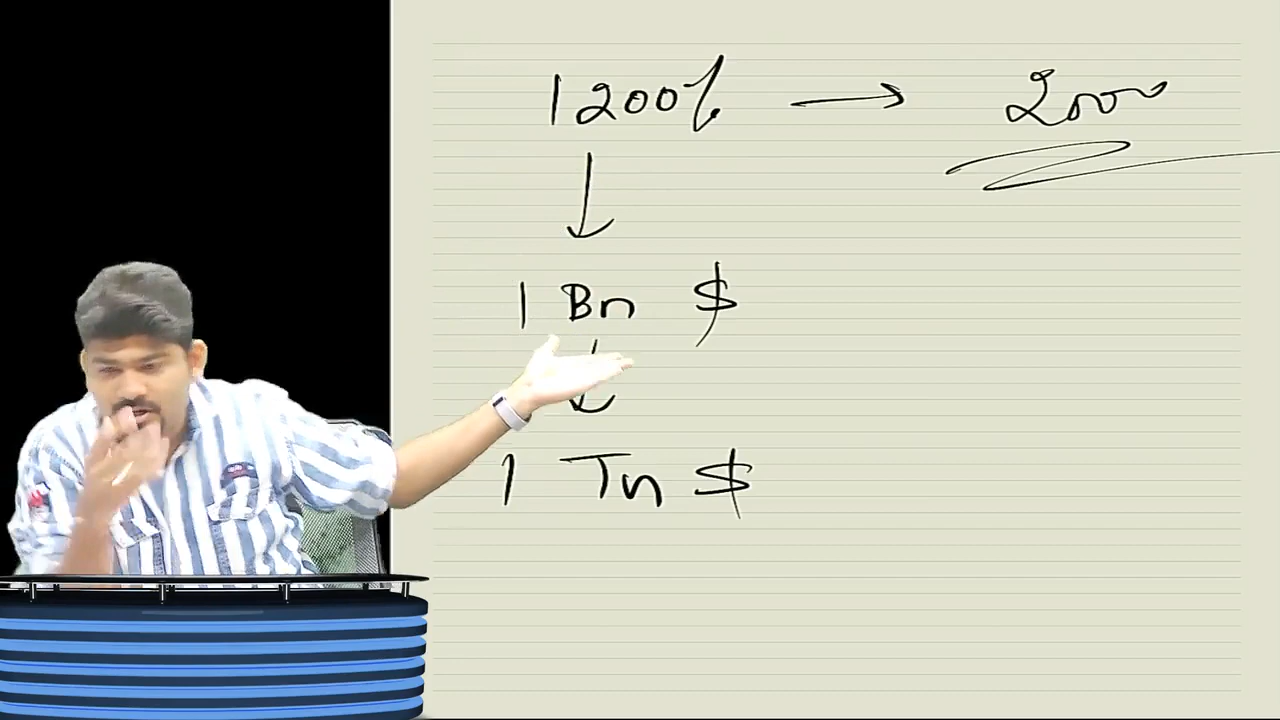 1200% → 2000
↓
1 Bn $
↓
1 Tn $